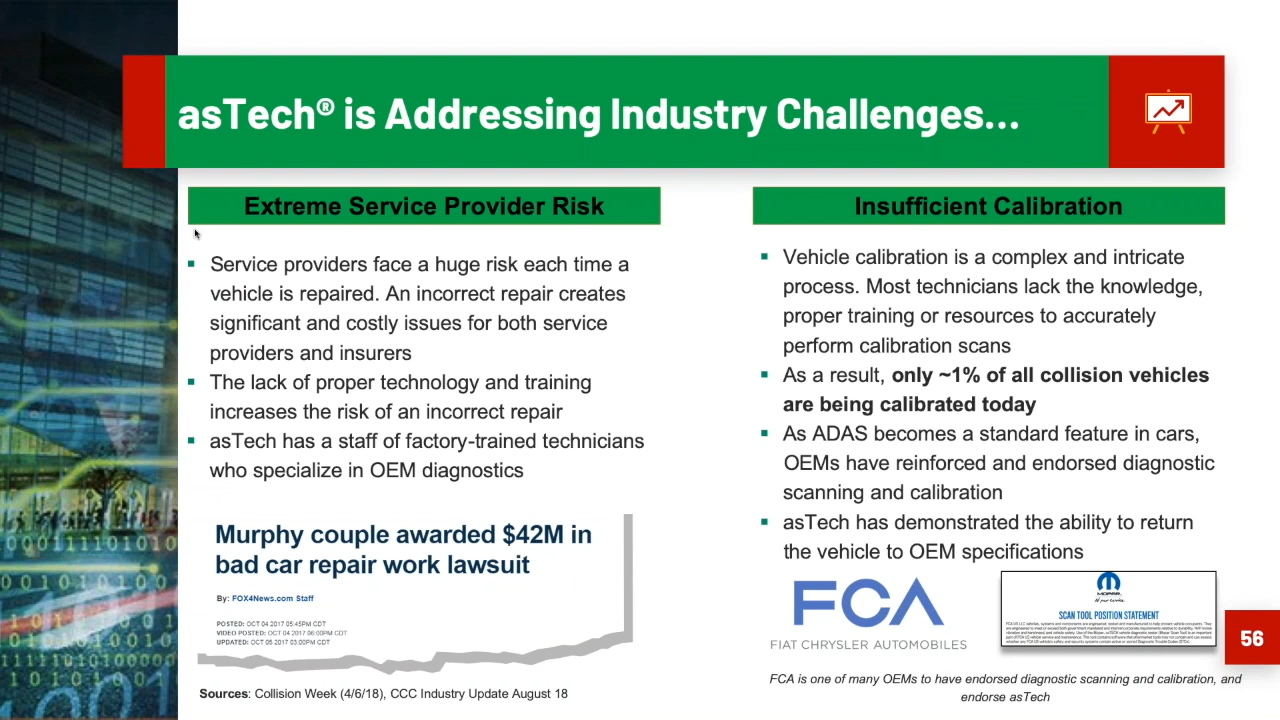 asTech® is Addressing Industry Challenges...
Extreme Service Provider Risk
Service providers face a huge risk each time a
vehicle is repaired. An incorrect repair creates
significant and costly issues for both service
providers and insurers
The lack of proper technology and training
increases the risk of an incorrect repair
asTech has a staff of factory-trained technicians
who specialize in OEM diagnostics
Murphy couple awarded $42M in
bad car repair work lawsuit
By: FOX4News.com Staff
POSTED: OCT 04 2017 05:45PM CDT
VIDEO POSTED: OCT 04 2017 06:00PM CDT
UPDATED: OCT 05 2017 03:00PM CDT
Sources: Collision Week (4/6/18), CCC Industry Update August 18
Insufficient Calibration
Vehicle calibration is a complex and intricate
process. Most technicians lack the knowledge,
proper training or resources to accurately
perform calibration scans
As a result, only ~1% of all collision vehicles
are being calibrated today
As ADAS becomes a standard feature in cars,
OEMs have reinforced and endorsed diagnostic
scanning and calibration
asTech has demonstrated the ability to return
the vehicle to OEM specifications
FCA
FIAT CHRYSLER AUTOMOBILES
MOPAR
SCAN TOOL POSITION STATEMENT
FCA is one of many OEMs to have endorsed diagnostic scanning and calibration, and
endorse asTech
56